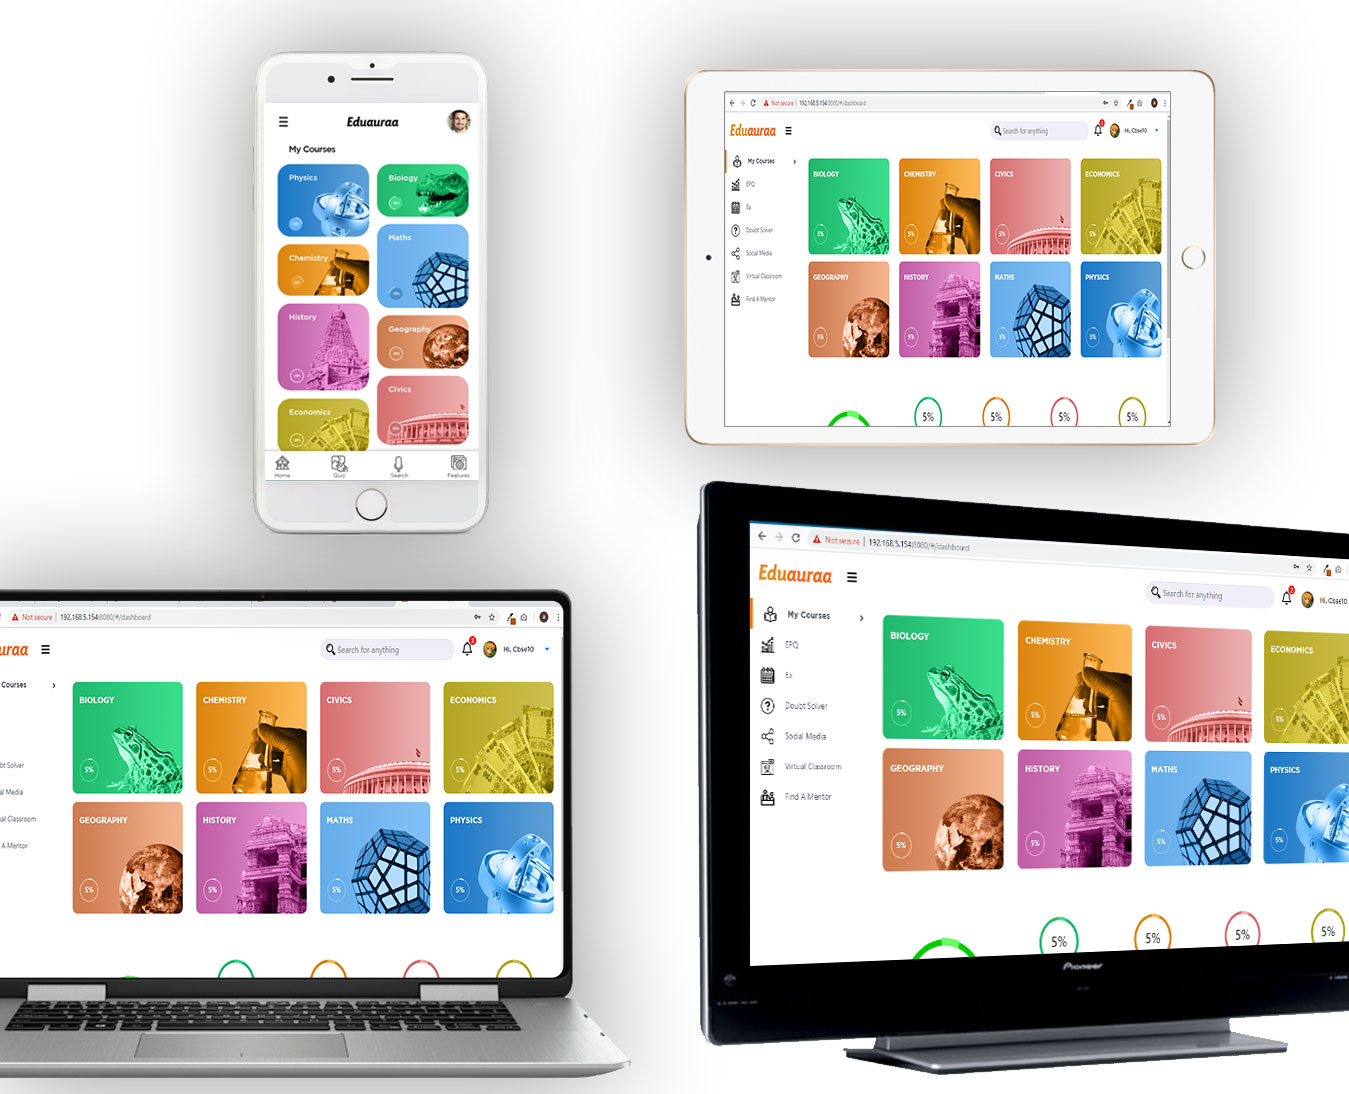 Eduauraa
My Courses
Physics
Biology
Maths
Chemistry
History
Geography
Civics
Economics
Home
Quiz
Search
Features
Not secure | 192.168.5.154:8080/#/dashboard
Eduauraa
Search for anything
2
Hi, Cbse10
My Courses
EPQ
Ea
Doubt Solver
Social Media
Virtual Classroom
Find A Mentor
BIOLOGY
CHEMISTRY
CIVICS
ECONOMICS
5%
5%
5%
5%
GEOGRAPHY
HISTORY
MATHS
PHYSICS
5%
5%
5%
5%
5%
5%
5%
5%
Not secure | 192.168.5.154:8080/#/dashboard
uraa
Search for anything
2
Hi, Cbse10
Courses
bt Solver
al Media
al Classroom
A Mentor
BIOLOGY
CHEMISTRY
CIVICS
ECONOMICS
5%
5%
5%
5%
GEOGRAPHY
HISTORY
MATHS
PHYSICS
5%
5%
5%
5%
Not secure | 192.168.5.154:8080/#/dashboard
Eduauraa
Search for anything
2
Hi, Cbse10
My Courses
EPQ
Ea
Doubt Solver
Social Media
Virtual Classroom
Find A Mentor
BIOLOGY
CHEMISTRY
CIVICS
ECONOMICS
5%
5%
5%
5%
GEOGRAPHY
HISTORY
MATHS
PHYSICS
5%
5%
5%
5%
5%
5%
5%
5%
Pioneer